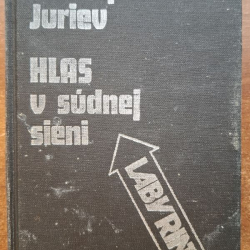 Juriev
HLAS
v súdnej
sieni
LABYRINT